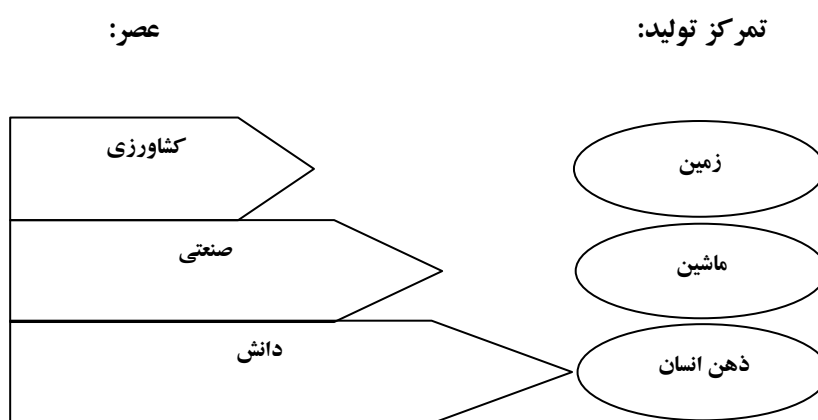 تمرکز تولید:
عصر:
زمین
کشاورزی
ماشین
صنعتی
ذهن انسان
دانش